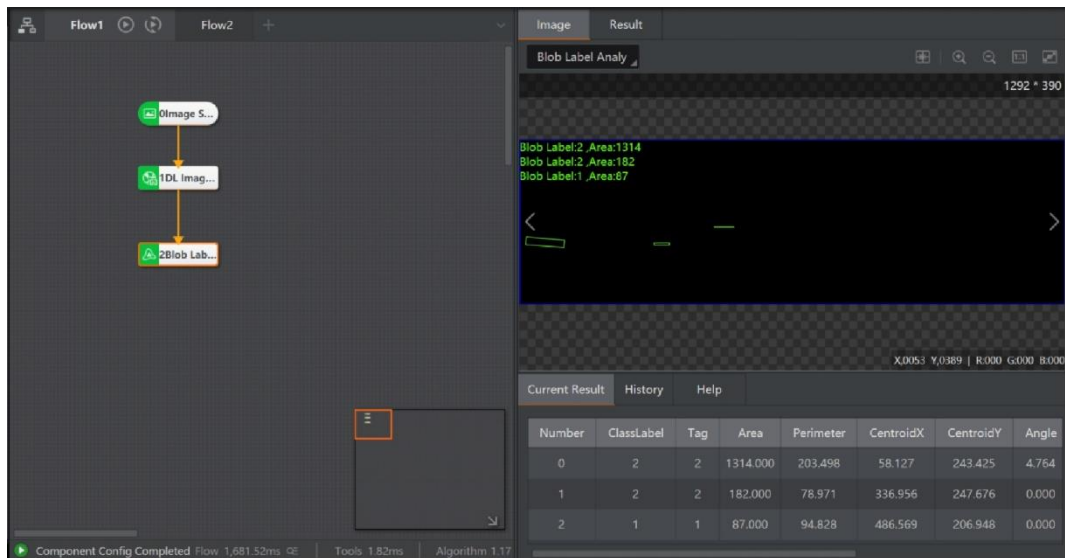 Flow1
Flow2
Image
Result
Blob Label Analy
1292 * 390
0Image S...
1DL Imag...
2Blob Lab...
Blob Label:2 ,Area:1314
Blob Label:2 ,Area:182
Blob Label:1 ,Area:87
X,0053 Y,0389 | R:000 G:000 B:000
Current Result
History
Help
Number ClassLabel Tag Area Perimeter CentroidX CentroidY Angle
0 2 2 1314.000 203.498 58.127 243.425 4.764
1 2 2 182.000 78.971 336.956 247.676 0.000
2 1 1 87.000 94.828 486.569 206.948 0.000
Component Config Completed Flow 1,681.52ms
Tools 1.82ms
Algorithm 1.17